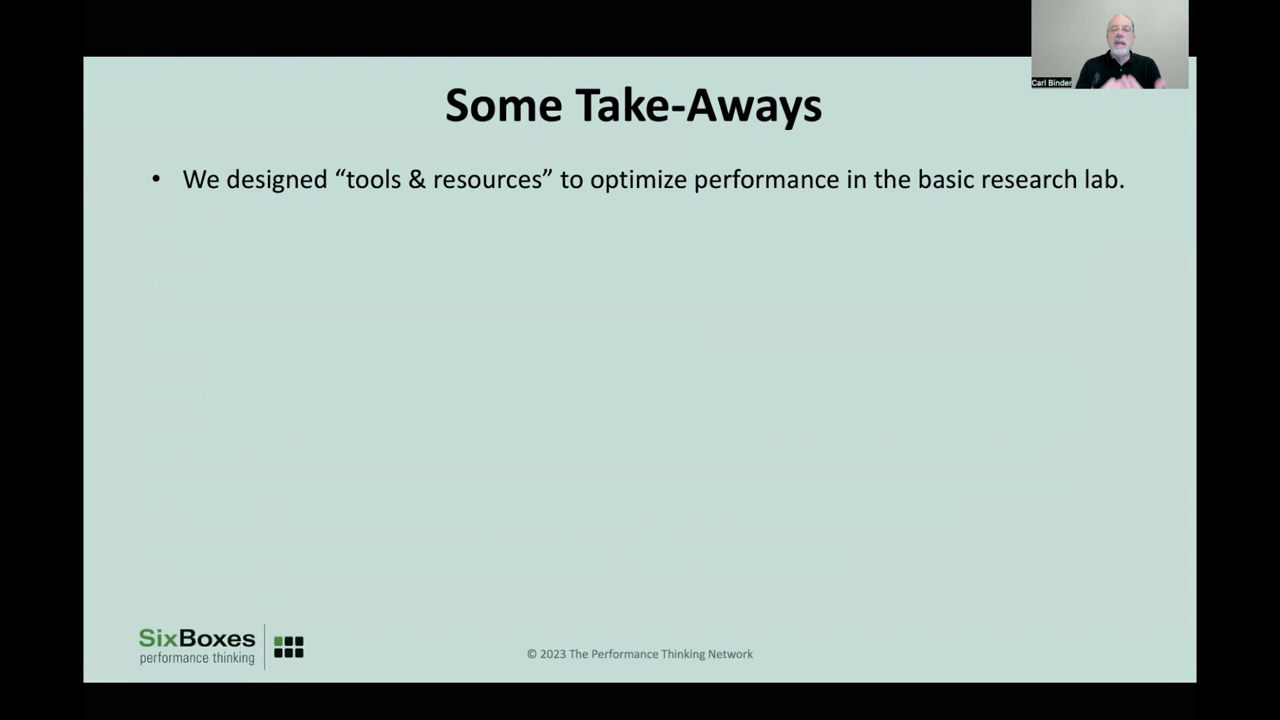 Carl Binder
Some Take-Aways
• We designed “tools & resources” to optimize performance in the basic research lab.
SixBoxes
performance thinking
© 2023 The Performance Thinking Network